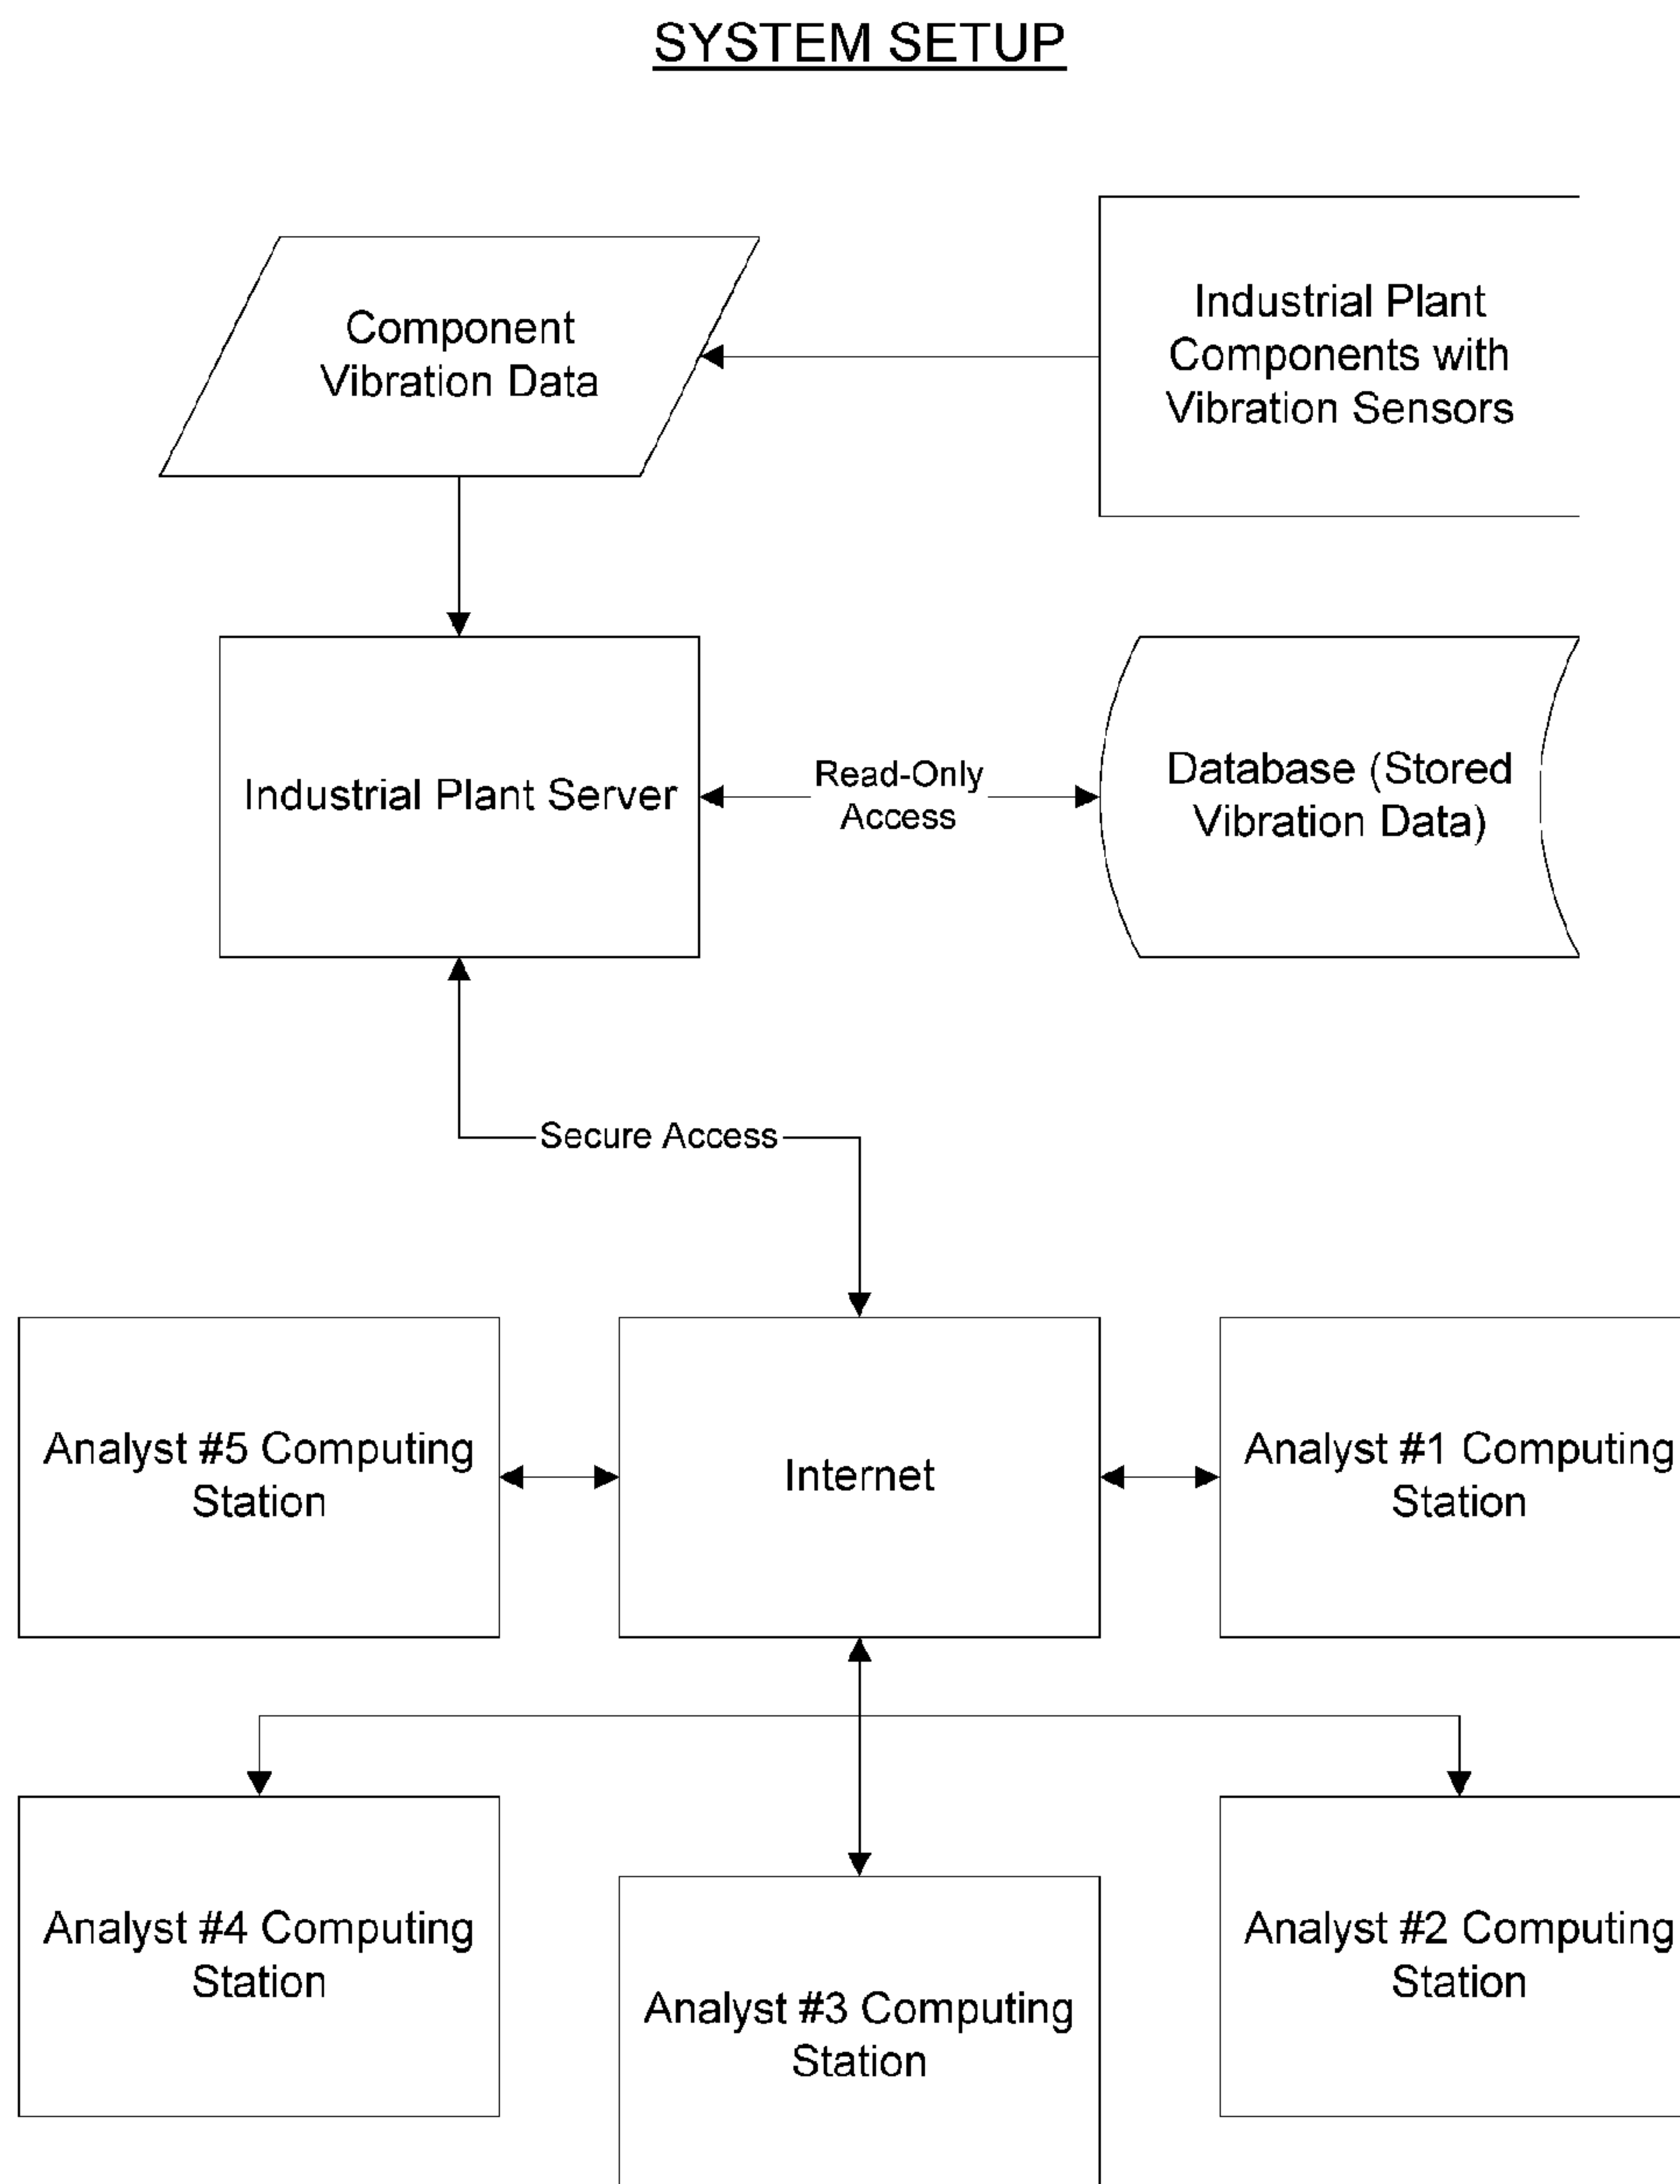 SYSTEM SETUP
Component
Vibration Data
Industrial Plant
Components with
Vibration Sensors
Industrial Plant Server
Read-Only
Access
Database (Stored
Vibration Data)
Secure Access
Analyst #5 Computing
Station
Internet
Analyst #1 Computing
Station
Analyst #4 Computing
Station
Analyst #3 Computing
Station
Analyst #2 Computing
Station